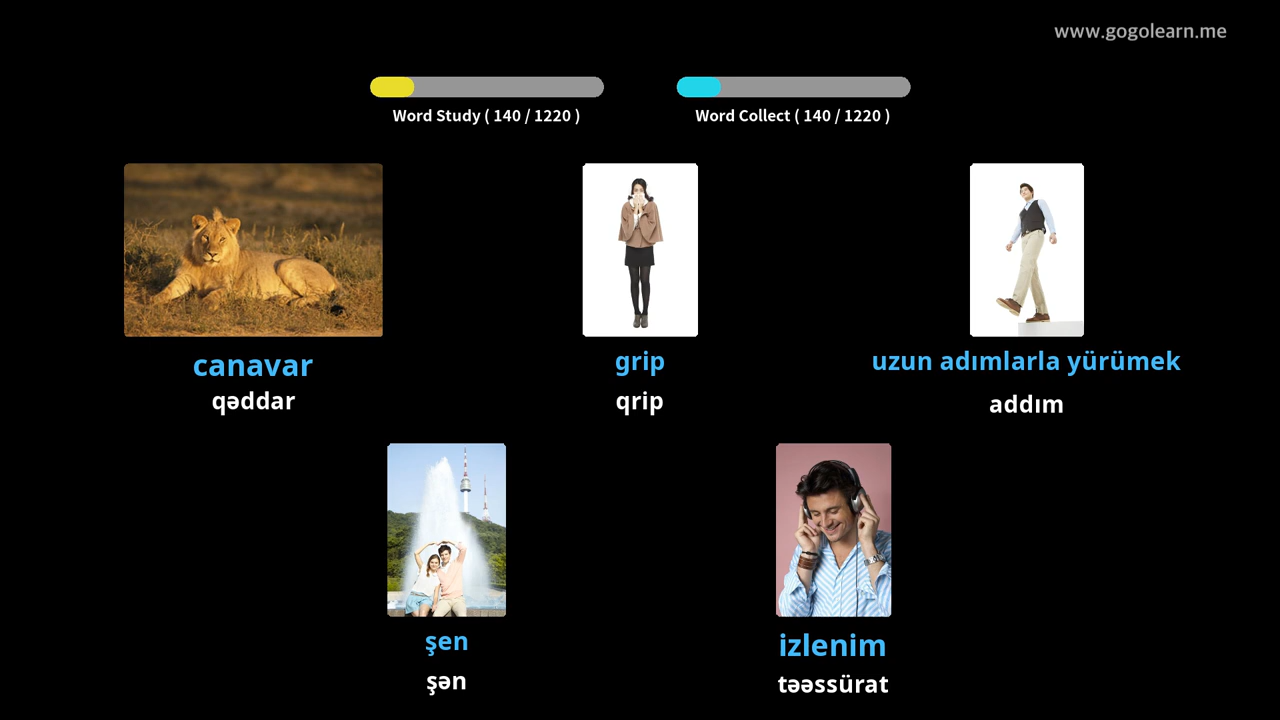 www.gogolearn.me
Word Study ( 140 / 1220 )
Word Collect ( 140 / 1220 )
canavar
qəddar
grip
qrip
uzun adımlarla yürümek
addım
şen
şən
izlenim
təəssürat